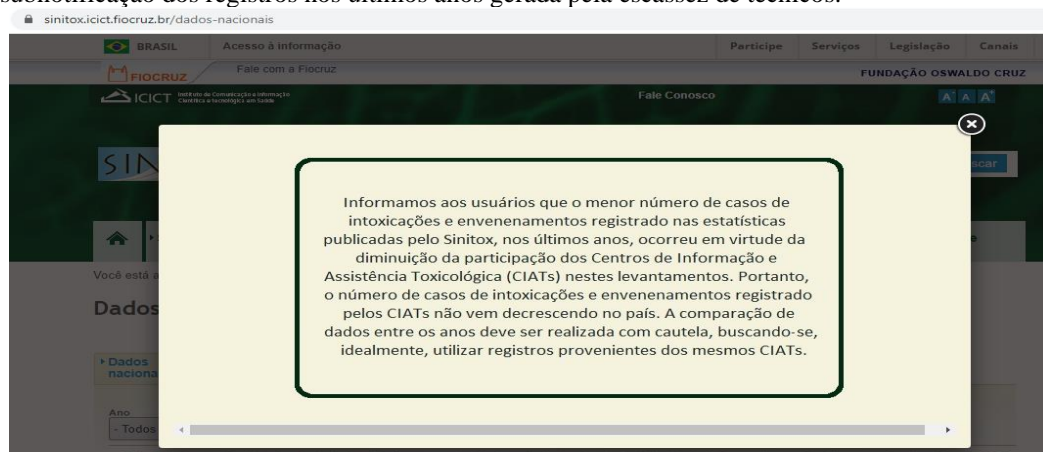 subnotificação dos registros nos últimos anos gerada pela escassez de técnicos.
sinitox.icict.fiocruz.br/dados-nacionais
BRASIL Acesso à informação Participe Serviços Legislação Canais
FIOCRUZ Fale com a Fiocruz FUNDAÇÃO OSWALDO CRUZ
ICICT Instituto de Comunicação e Informação Científica e Tecnológica em Saúde Fale Conosco A A A+
SIN
scar
Informamos aos usuários que o menor número de casos de
intoxicações e envenenamentos registrado nas estatísticas
publicadas pelo Sinitox, nos últimos anos, ocorreu em virtude da
diminuição da participação dos Centros de Informação e
Assistência Toxicológica (CIATs) nestes levantamentos. Portanto,
o número de casos de intoxicações e envenenamentos registrado
pelos CIATs não vem decrescendo no país. A comparação de
dados entre os anos deve ser realizada com cautela, buscando-se,
idealmente, utilizar registros provenientes dos mesmos CIATs.
Você está a
Dados
Dados
naciona
Ano
- Todos